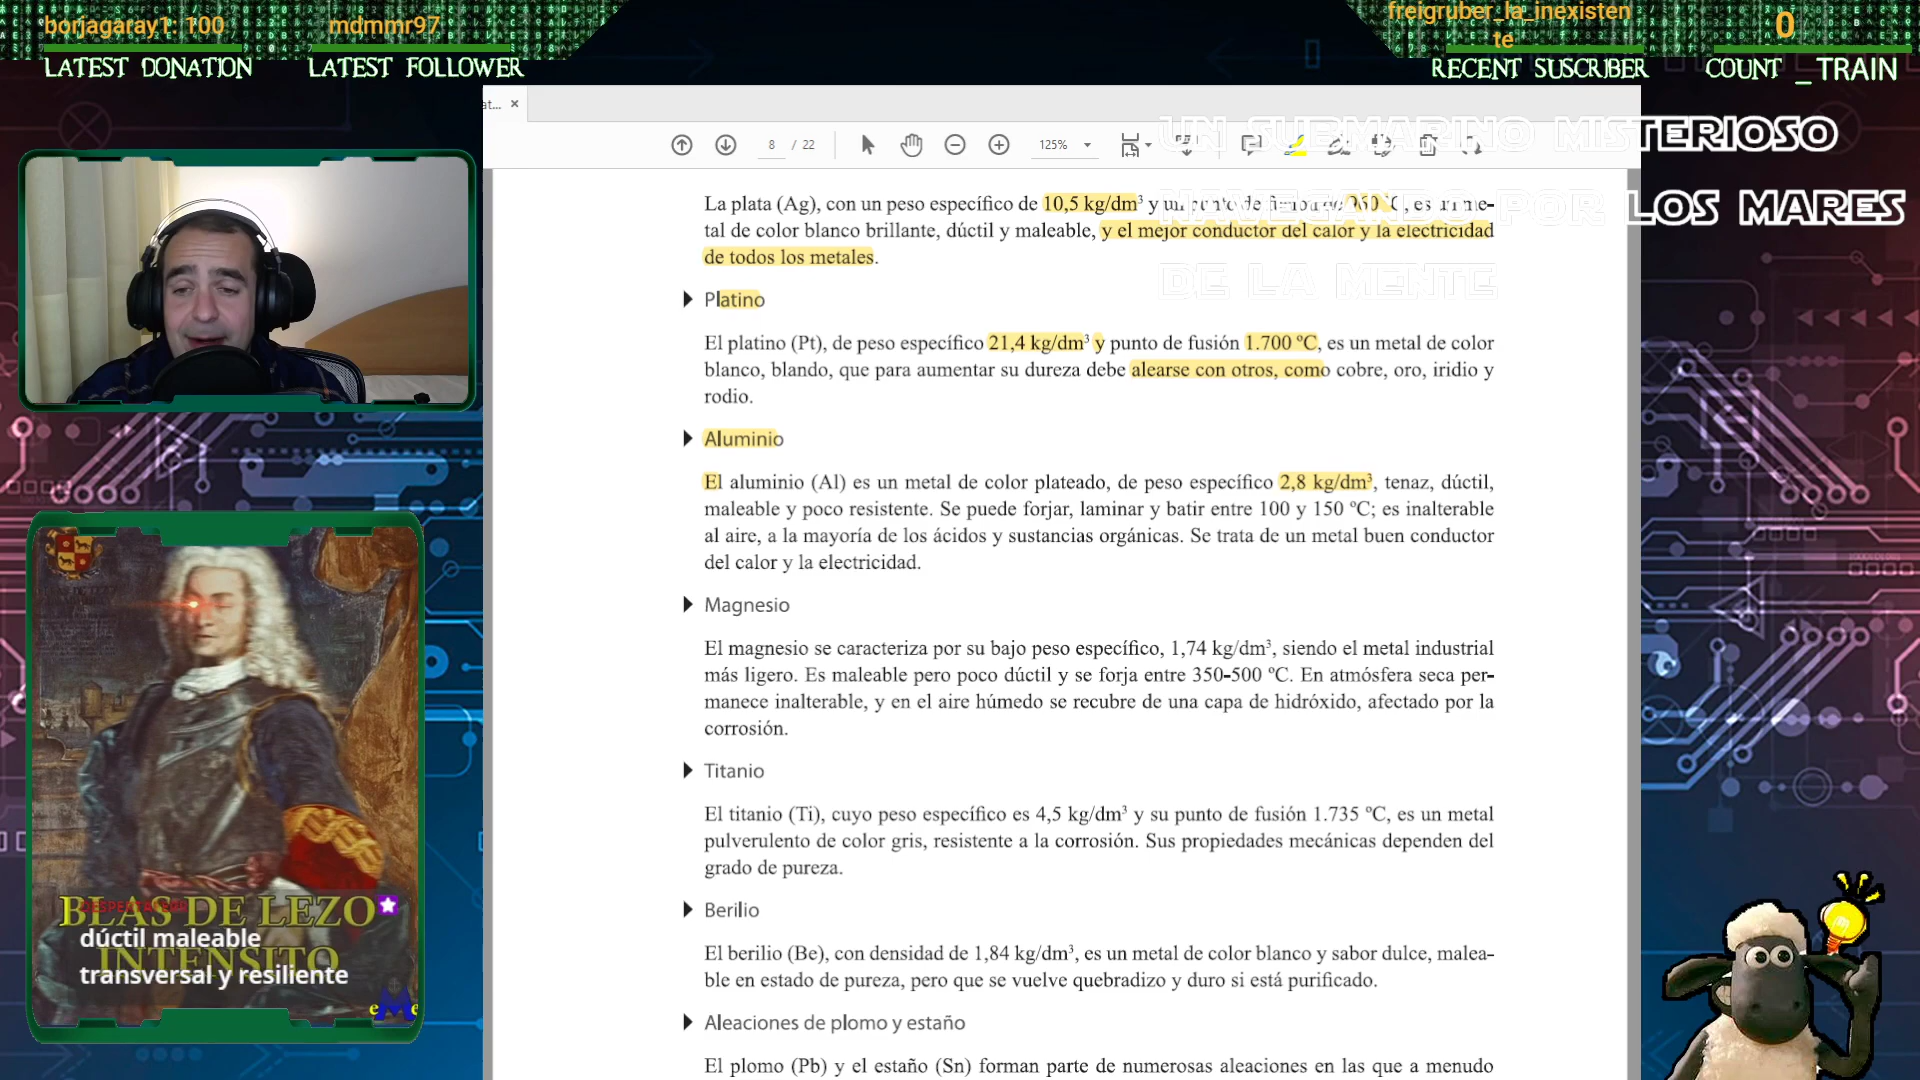 borjagaray1: 100
mdmmr97
freigruber_la_inexisten
te
0
LATEST DONATION
LATEST FOLLOWER
RECENT SUSCRIBER
COUNT _ TRAIN
at... ×
8 / 22
125%
UN SUBMARINO MISTERIOSO
NAVEGANDO POR LOS MARES
DE LA MENTE
La plata (Ag), con un peso específico de 10,5 kg/dm³ y un punto de fusión de 960 ºC, es un me-
tal de color blanco brillante, dúctil y maleable, y el mejor conductor del calor y la electricidad
de todos los metales.
Platino
El platino (Pt), de peso específico 21,4 kg/dm³ y punto de fusión 1.700 ºC, es un metal de color
blanco, blando, que para aumentar su dureza debe alearse con otros, como cobre, oro, iridio y
rodio.
Aluminio
El aluminio (Al) es un metal de color plateado, de peso específico 2,8 kg/dm³, tenaz, dúctil,
maleable y poco resistente. Se puede forjar, laminar y batir entre 100 y 150 ºC; es inalterable
al aire, a la mayoría de los ácidos y sustancias orgánicas. Se trata de un metal buen conductor
del calor y la electricidad.
Magnesio
El magnesio se caracteriza por su bajo peso específico, 1,74 kg/dm³, siendo el metal industrial
más ligero. Es maleable pero poco dúctil y se forja entre 350-500 ºC. En atmósfera seca per-
manece inalterable, y en el aire húmedo se recubre de una capa de hidróxido, afectado por la
corrosión.
Titanio
El titanio (Ti), cuyo peso específico es 4,5 kg/dm³ y su punto de fusión 1.735 ºC, es un metal
pulverulento de color gris, resistente a la corrosión. Sus propiedades mecánicas dependen del
grado de pureza.
Berilio
El berilio (Be), con densidad de 1,84 kg/dm³, es un metal de color blanco y sabor dulce, malea-
ble en estado de pureza, pero que se vuelve quebradizo y duro si está purificado.
Aleaciones de plomo y estaño
El plomo (Pb) y el estaño (Sn) forman parte de numerosas aleaciones en las que a menudo
BLAS DE LEZO
INTENSITO
dúctil maleable
transversal y resiliente
eMe